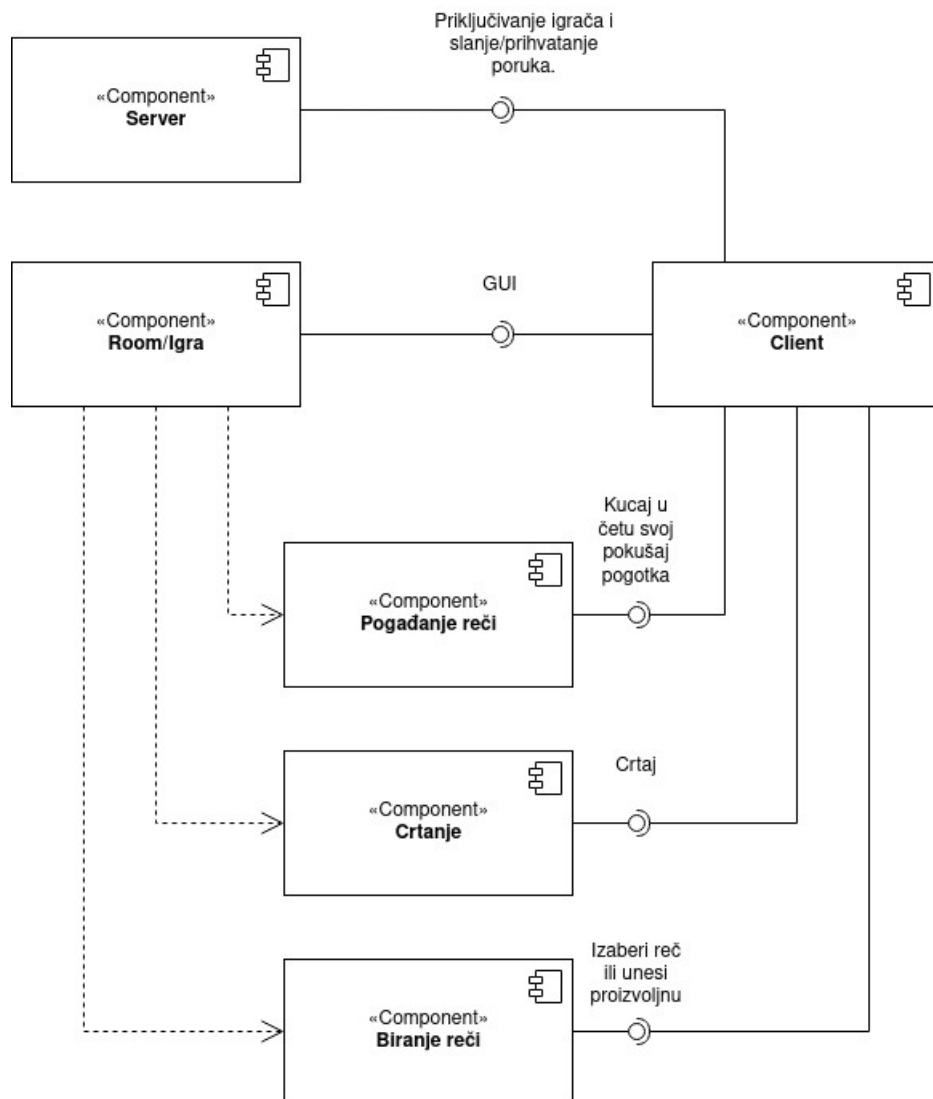 Priključivanje igrača i
slanje/prihvatanje
poruka.
«Component»
Server
GUI
«Component»
Room/Igra
«Component»
Client
Kucaj u
četu svoj
pokušaj
pogotka
«Component»
Pogađanje reči
Crtaj
«Component»
Crtanje
Izaberi reč
ili unesi
proizvoljnu
«Component»
Biranje reči